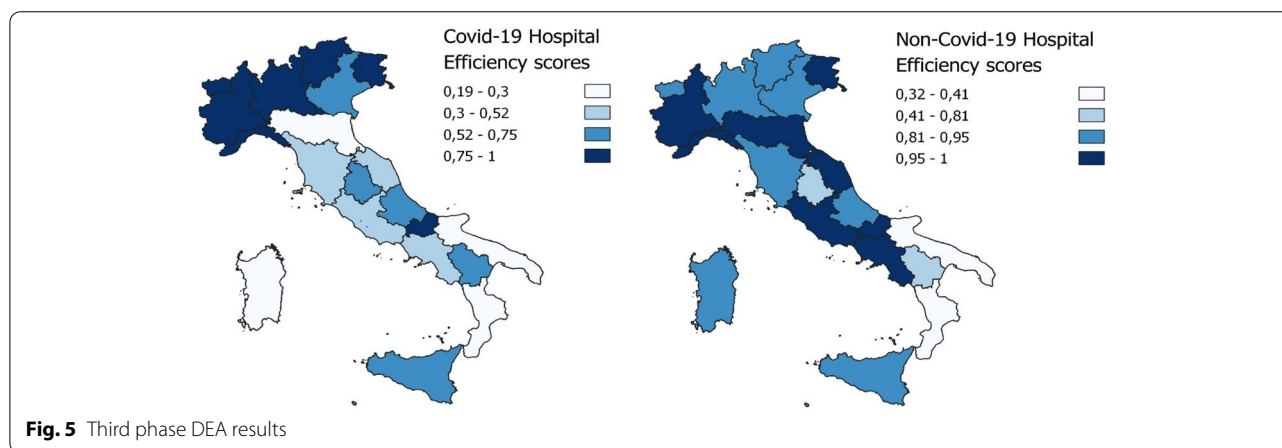 Covid-19 Hospital
Efficiency scores
0,19 - 0,3
0,3 - 0,52
0,52 - 0,75
0,75 - 1
Non-Covid-19 Hospital
Efficiency scores
0,32 - 0,41
0,41 - 0,81
0,81 - 0,95
0,95 - 1
Fig. 5 Third phase DEA results